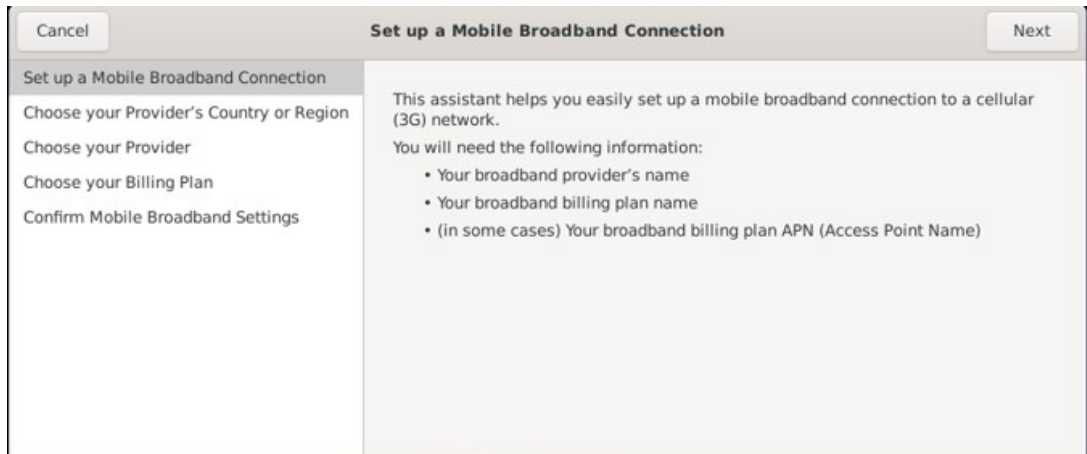 Cancel
Set up a Mobile Broadband Connection
Next
Set up a Mobile Broadband Connection
Choose your Provider’s Country or Region
Choose your Provider
Choose your Billing Plan
Confirm Mobile Broadband Settings
This assistant helps you easily set up a mobile broadband connection to a cellular
(3G) network.
You will need the following information:
• Your broadband provider’s name
• Your broadband billing plan name
• (in some cases) Your broadband billing plan APN (Access Point Name)